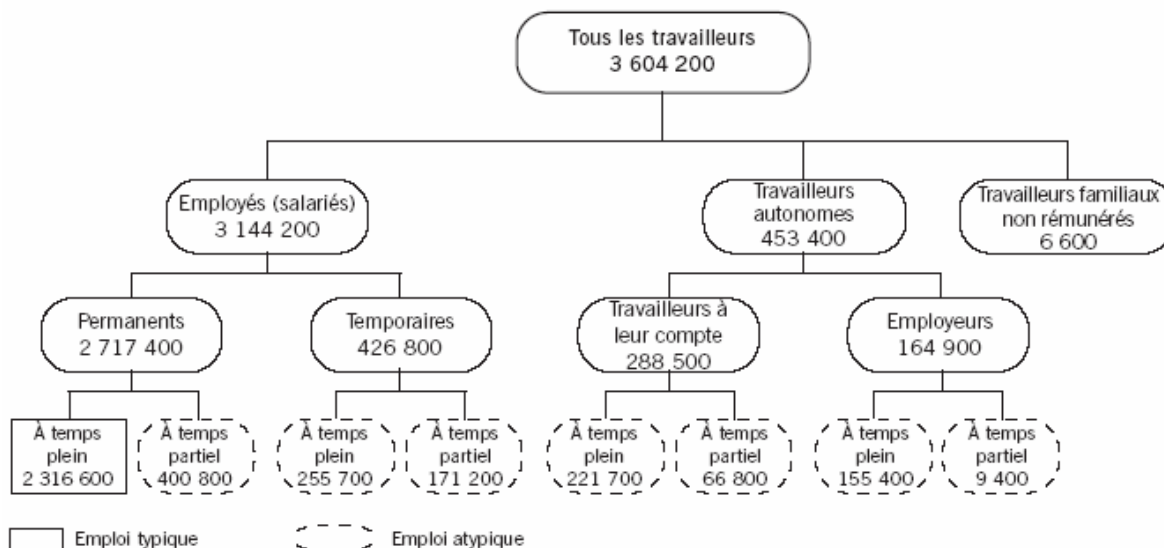 Tous les travailleurs
3 604 200
Employés (salariés)
3 144 200
Travailleurs
autonomes
453 400
Travailleurs familiaux
non rémunérés
6 600
Permanents
2 717 400
Temporaires
426 800
Travailleurs à
leur compte
288 500
Employeurs
164 900
À temps
plein
2 316 600
À temps
partiel
400 800
À temps
plein
255 700
À temps
partiel
171 200
À temps
plein
221 700
À temps
partiel
66 800
À temps
plein
155 400
À temps
partiel
9 400
Emploi typique
Emploi atypique